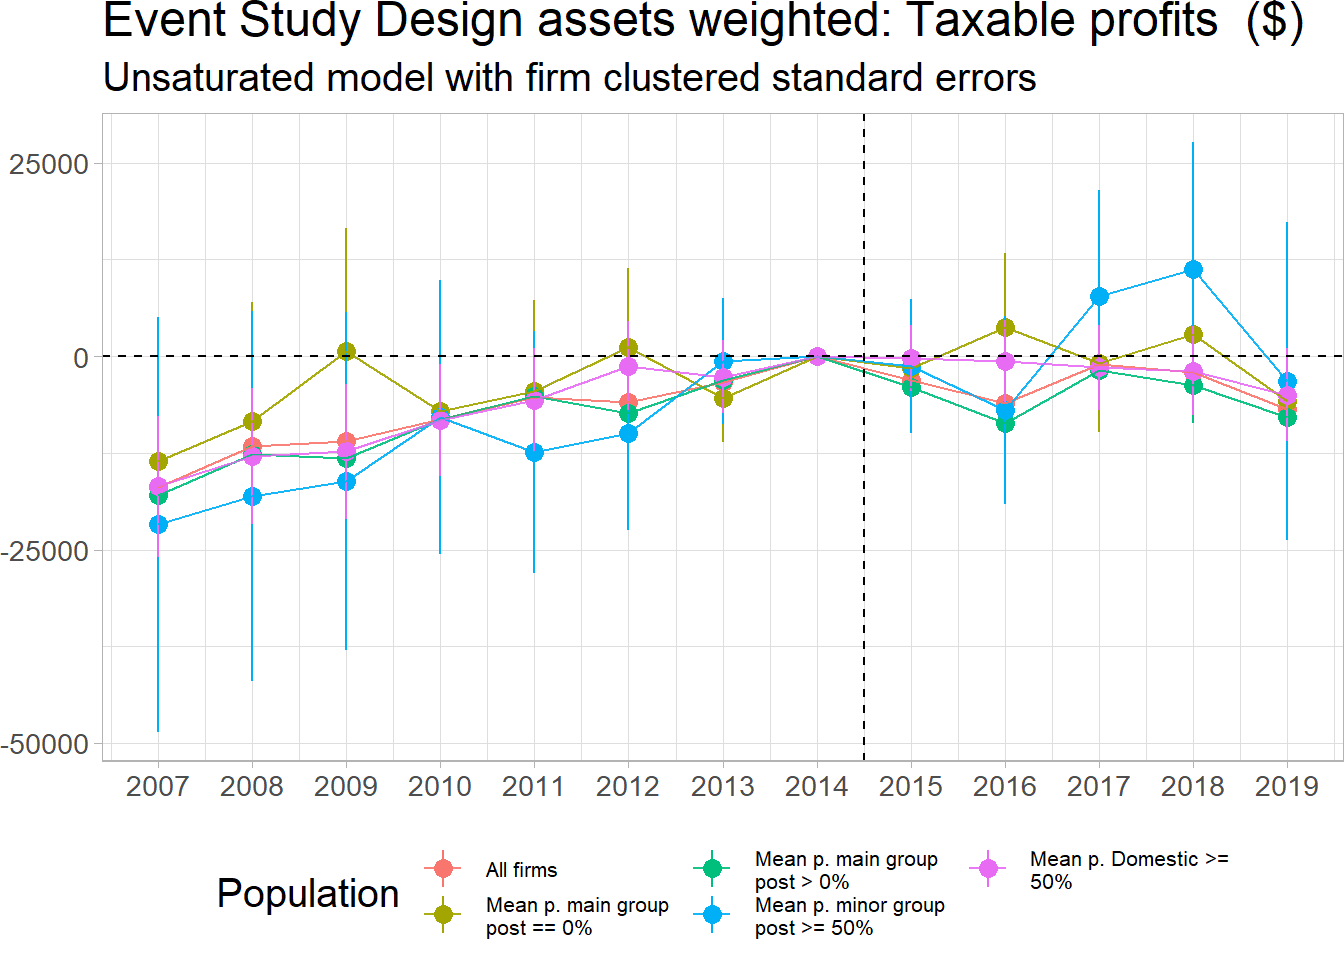 Event Study Design assets weighted: Taxable profits ($)
Unsaturated model with firm clustered standard errors
25000
0
-25000
-50000
2007 2008 2009 2010 2011 2012 2013 2014 2015 2016 2017 2018 2019
Population
All firms
Mean p. main group
post == 0%
Mean p. main group
post > 0%
Mean p. minor group
post >= 50%
Mean p. Domestic >=
50%